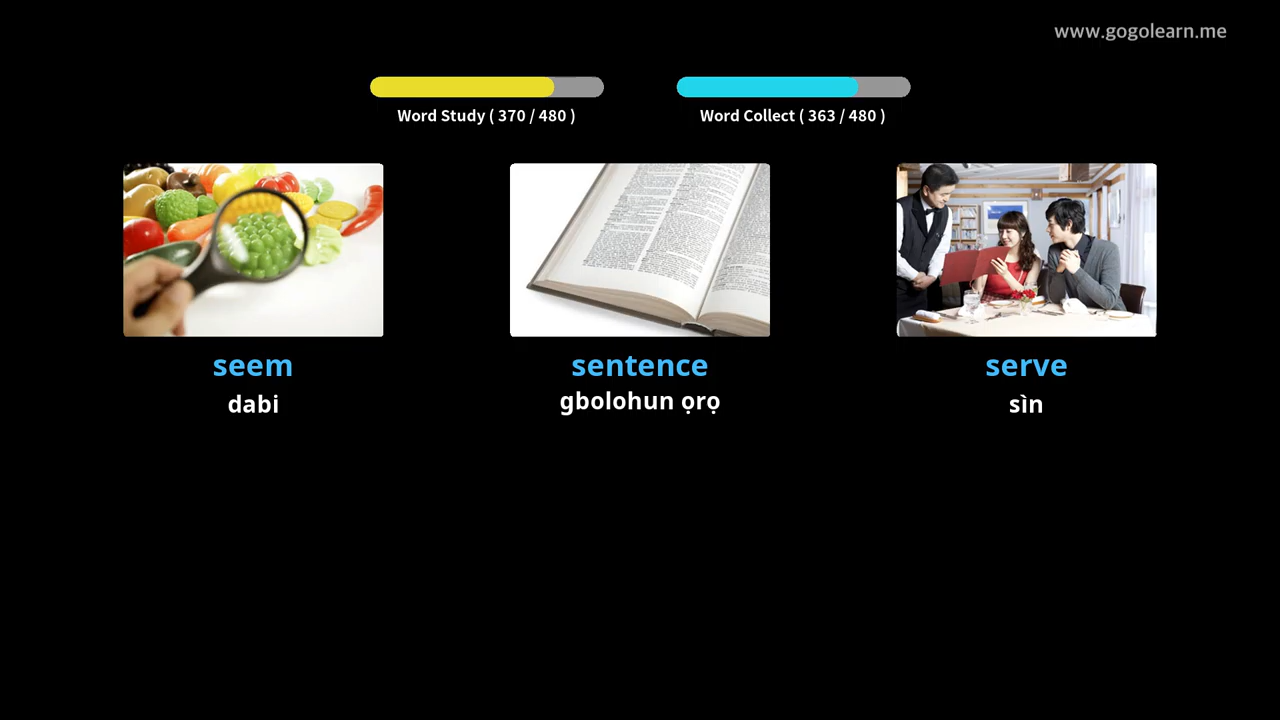 www.gogolearn.me
Word Study ( 370 / 480 )
Word Collect ( 363 / 480 )
seem
sentence
serve
dabi
gbolohun ọrọ
sìn